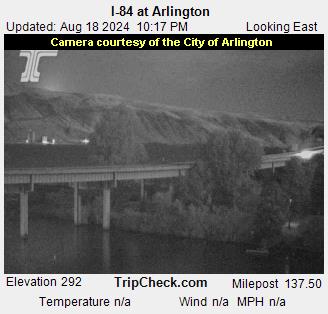 I-84 at Arlington
Updated: Aug 18 2024 10:17 PM Looking East
Camera courtesy of the City of Arlington
Elevation 292 TripCheck.com Milepost 137.50
Temperature n/a Wind n/a MPH n/a